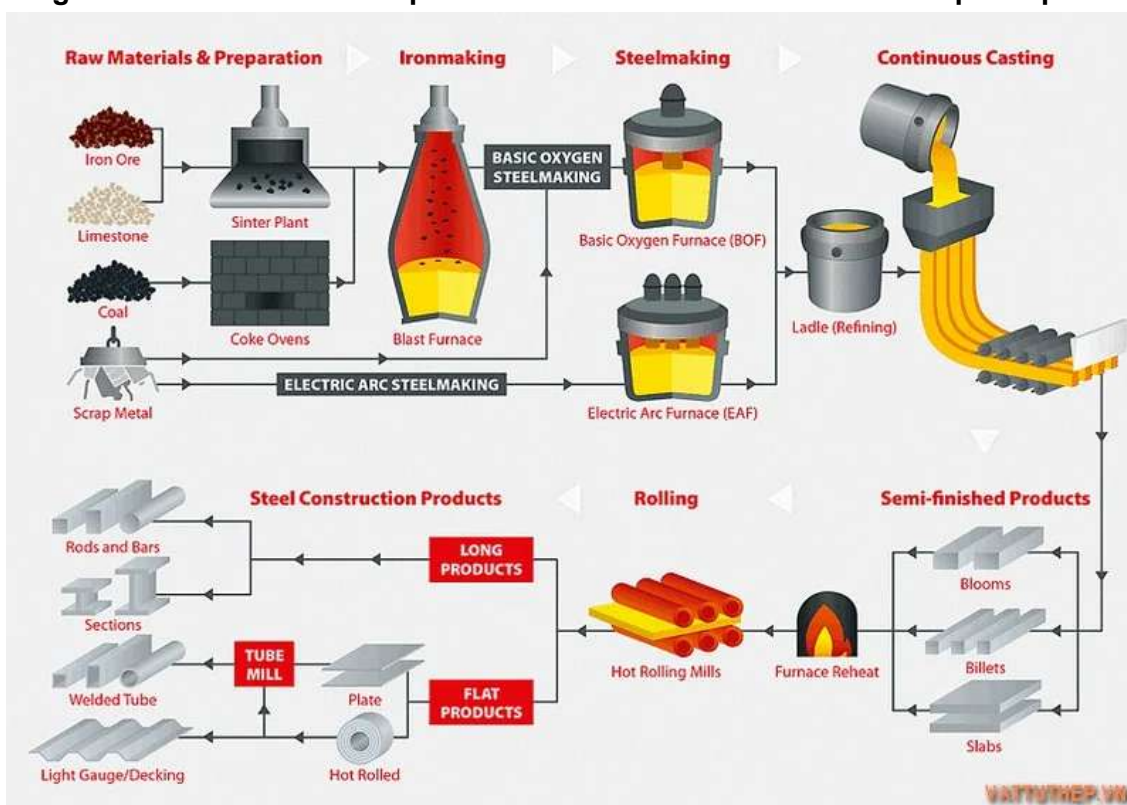 Raw Materials & Preparation
Ironmaking
Steelmaking
Continuous Casting
Iron Ore
Limestone
Sinter Plant
Coal
Coke Ovens
Blast Furnace
Scrap Metal
BASIC OXYGEN
STEELMAKING
ELECTRIC ARC STEELMAKING
Basic Oxygen Furnace (BOF)
Electric Arc Furnace (EAF)
Ladle (Refining)
Steel Construction Products
Rolling
Semi-finished Products
Rods and Bars
Sections
Welded Tube
Light Gauge/Decking
LONG
PRODUCTS
TUBE
MILL
Plate
FLAT
PRODUCTS
Hot Rolled
Hot Rolling Mills
Furnace Reheat
Blooms
Billets
Slabs
VATTUTHEP.VN